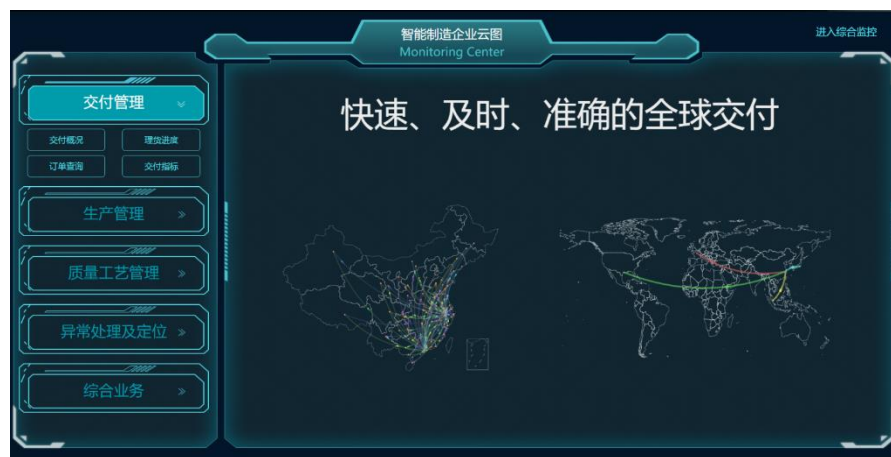 智能制造企业云图
Monitoring Center
进入综合监控
交付管理
交付概况
理货进度
订单查询
交付指标
生产管理
质量工艺管理
异常处理及定位
综合业务
快速、及时、准确的全球交付